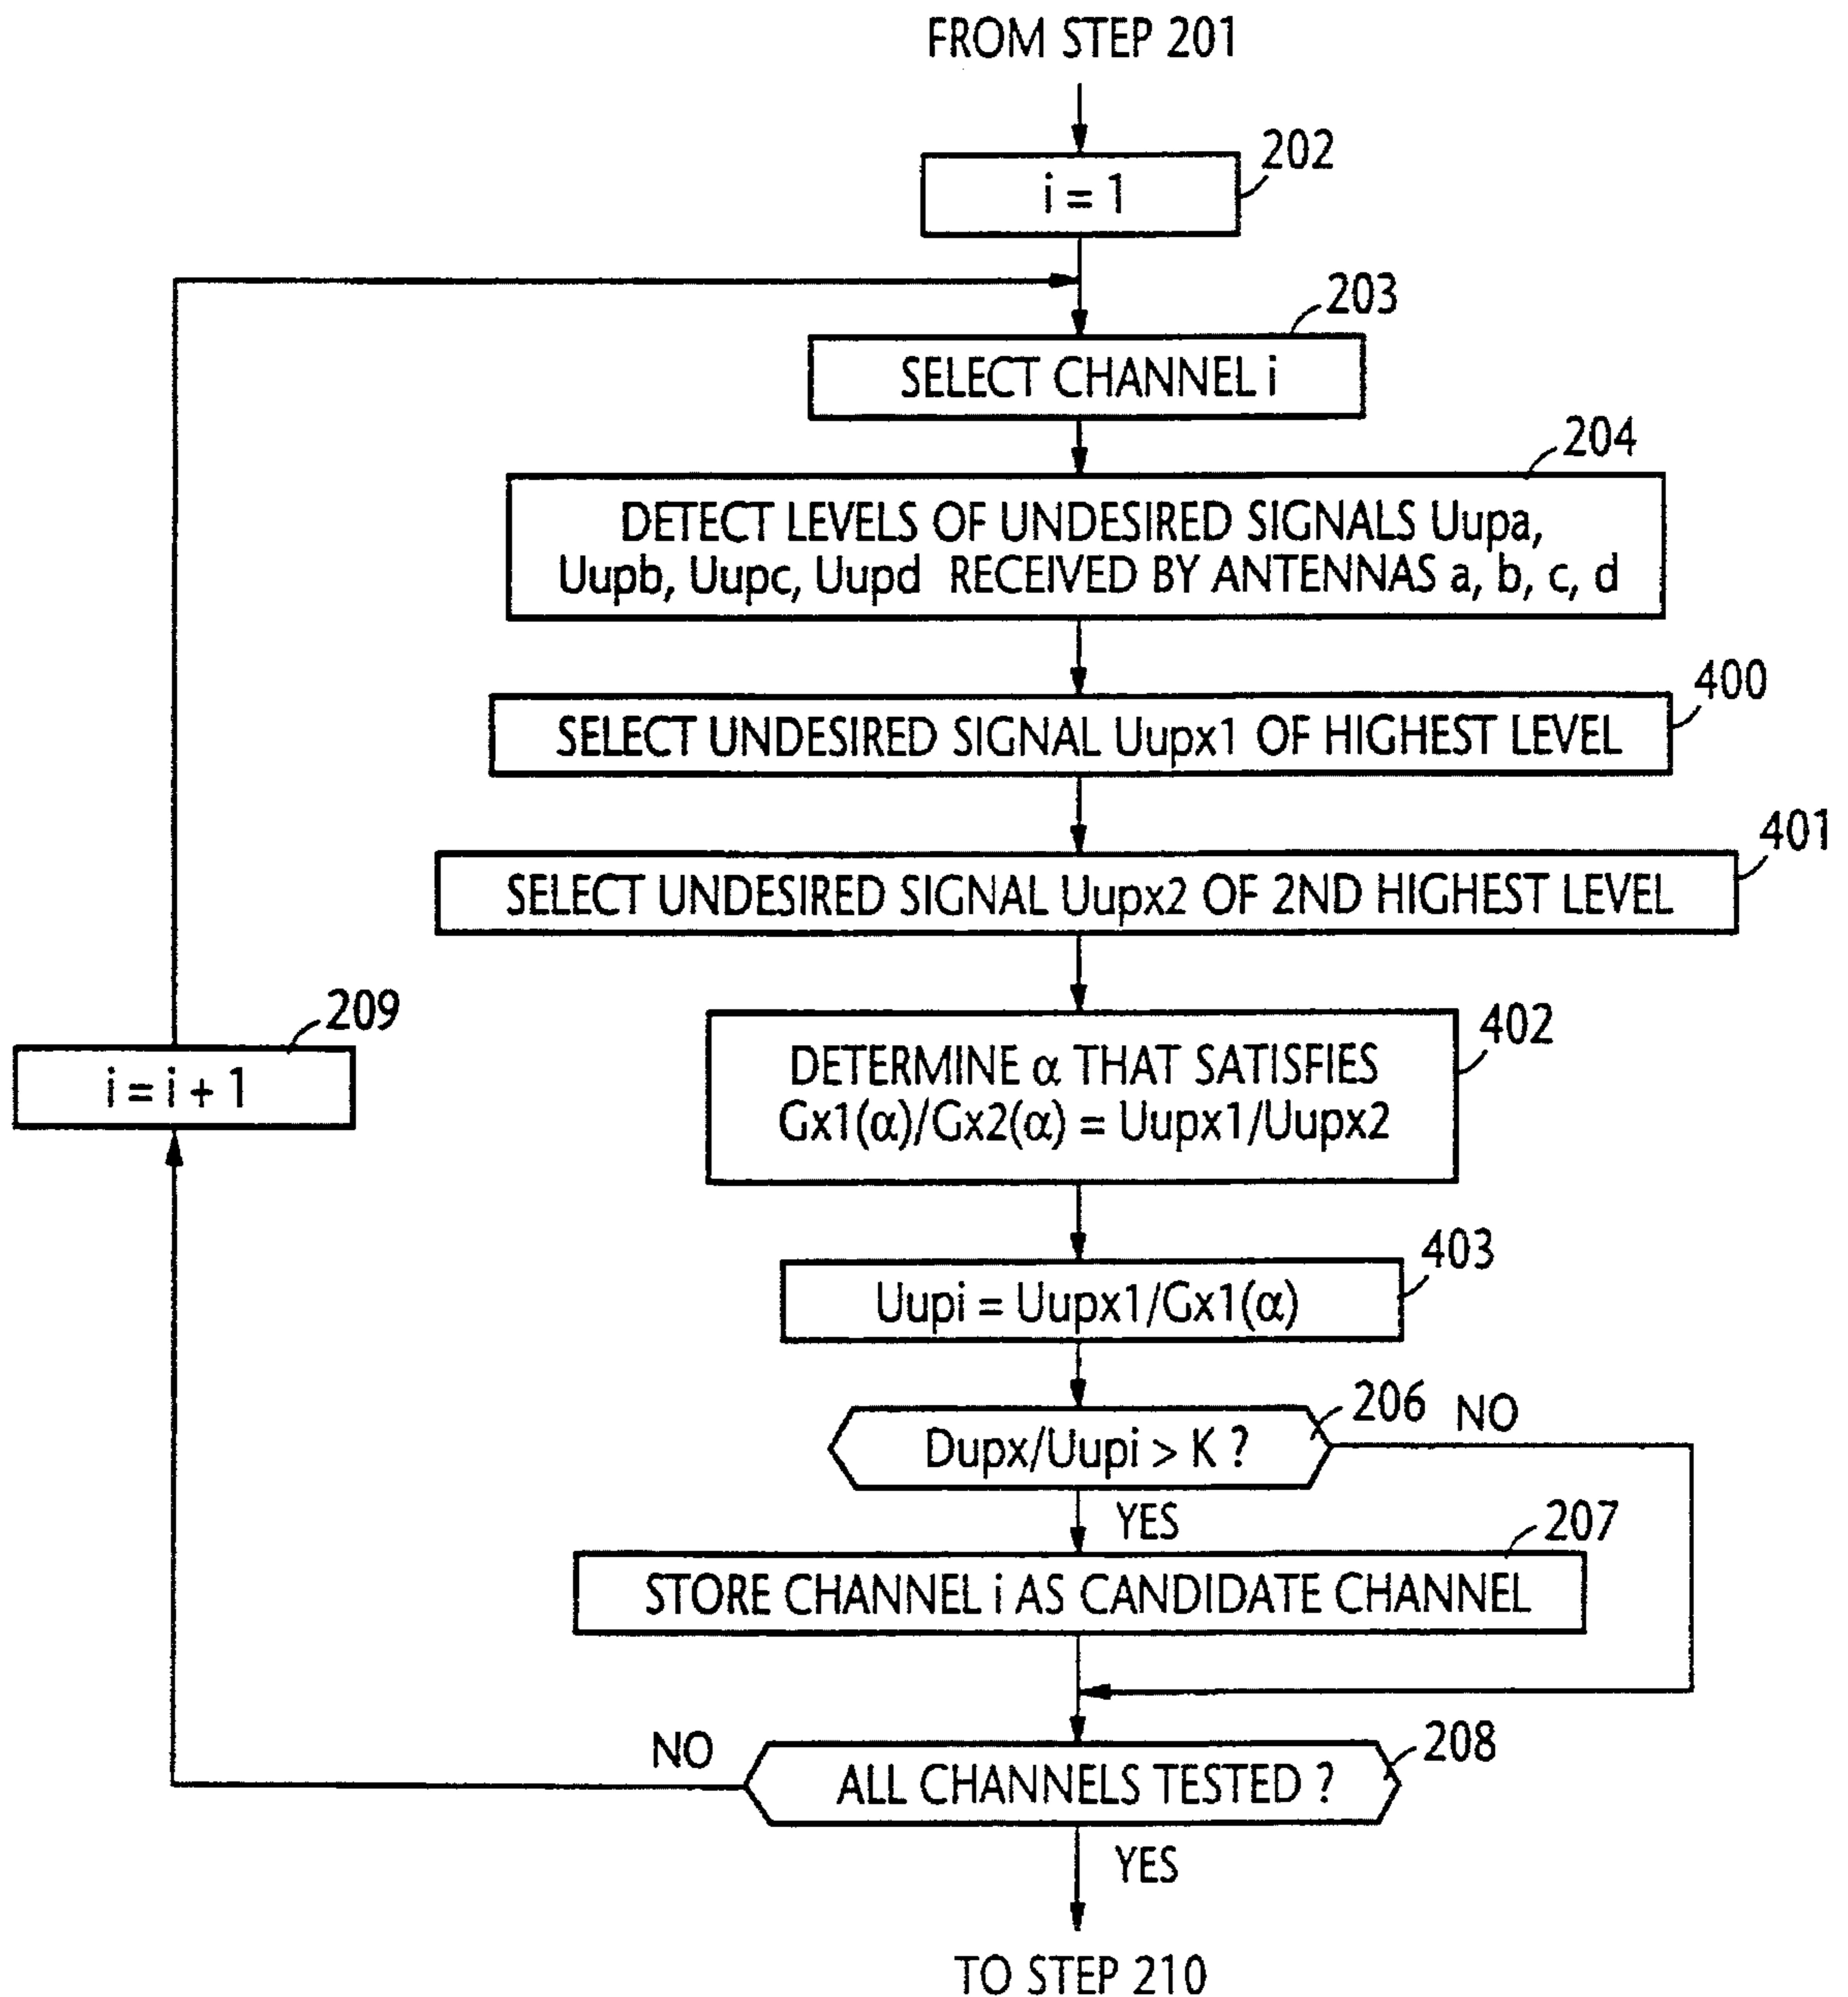 FROM STEP 201
202
i = 1
203
SELECT CHANNEL i
204
DETECT LEVELS OF UNDESIRED SIGNALS Uupa,
Uupb, Uupc, Uupd RECEIVED BY ANTENNAS a, b, c, d
400
SELECT UNDESIRED SIGNAL Uupx1 OF HIGHEST LEVEL
401
SELECT UNDESIRED SIGNAL Uupx2 OF 2ND HIGHEST LEVEL
209
i = i + 1
402
DETERMINE α THAT SATISFIES
Gx1(α)/Gx2(α) = Uupx1/Uupx2
403
Uupi = Uupx1/Gx1(α)
206
NO
Dupx/Uupi > K ?
YES
207
STORE CHANNEL i AS CANDIDATE CHANNEL
NO
208
ALL CHANNELS TESTED ?
YES
TO STEP 210